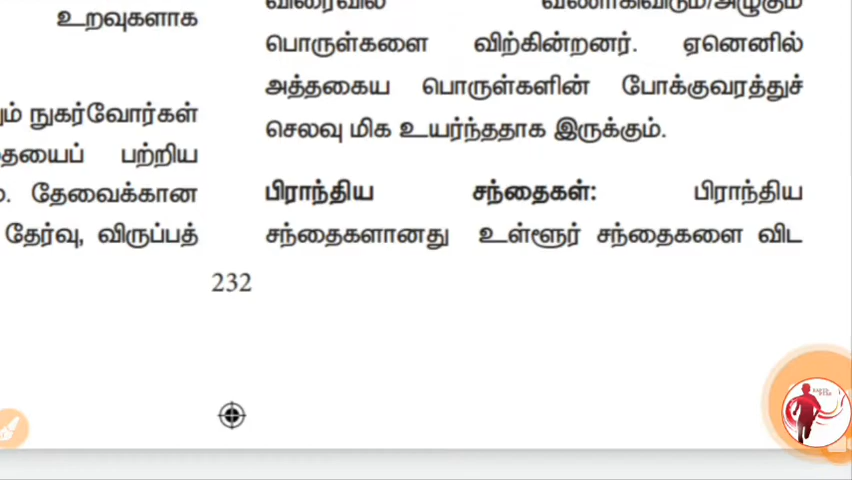 உறவுகளாக
நுகர்வோர்கள்
பற்றிய
தேவைக்கான
தேர்வு, விருப்பத்
விரைவில் வீணாகிவிடும்/அழுகும்
பொருள்களை விற்கின்றனர். ஏனெனில்
அத்தகைய பொருள்களின் போக்குவரத்துச்
செலவு மிக உயர்ந்ததாக இருக்கும்.
பிராந்திய சந்தைகள்: பிராந்திய
சந்தைகளானது உள்ளூர் சந்தைகளை விட
232